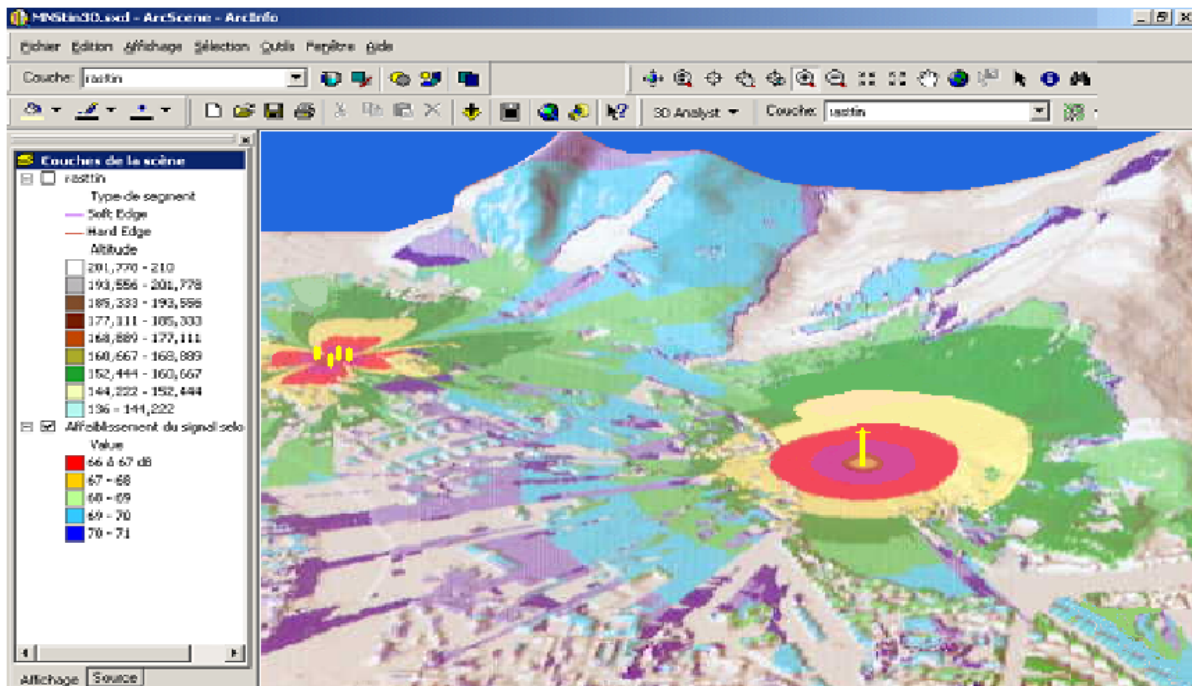 MNStin3D.sxd - ArcScene - ArcInfo
Fichier Edition Affichage Sélection Outils Fenêtre Aide
Couche: rasttin
3D Analyst Couche: rasttin
Couches de la scène
rasttin
Type de segment
Soft Edge
Hard Edge
Altitude
201,778 - 210
193,556 - 201,778
185,333 - 193,556
177,111 - 185,333
168,889 - 177,111
160,667 - 168,889
152,444 - 160,667
144,222 - 152,444
136 - 144,222
Affaiblissement du signal selo
Value
66 à 67 dB
67 - 68
68 - 69
69 - 70
70 - 71
Affichage Source